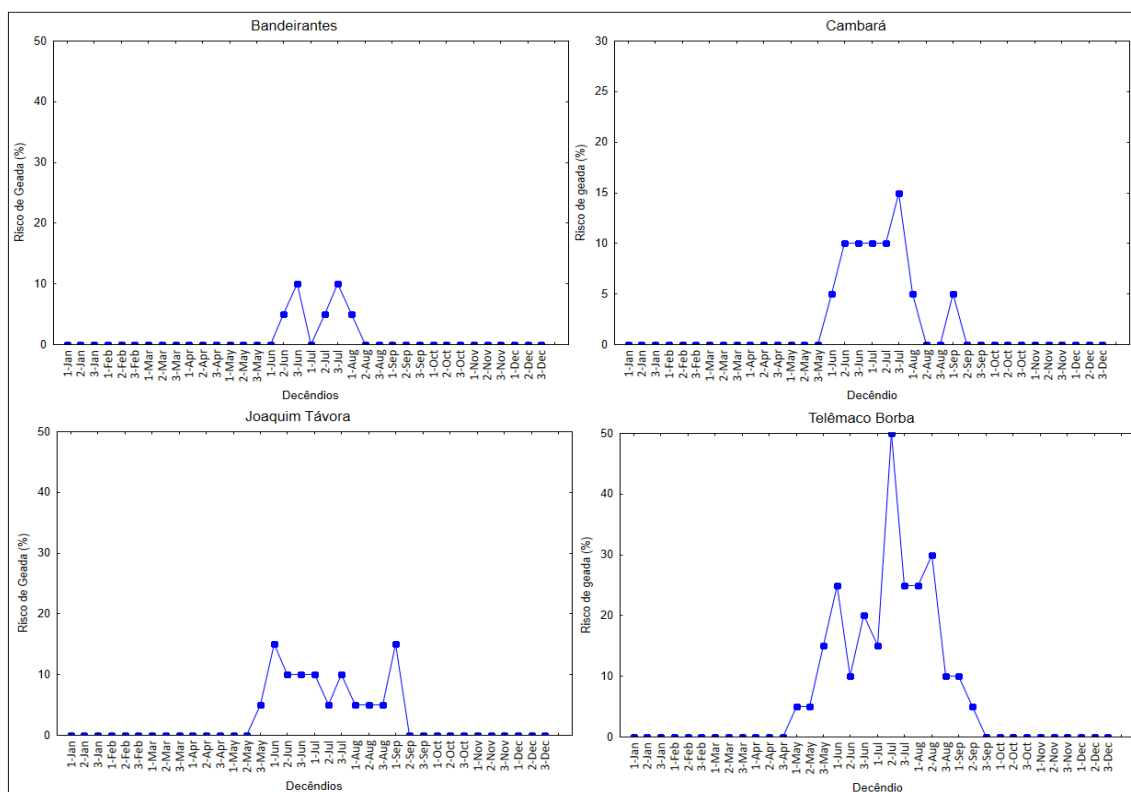 Bandeirantes
50
40
30
20
10
0
Risco de Geada (%)
1-Jan
2-Jan
3-Jan
1-Feb
2-Feb
3-Feb
1-Mar
2-Mar
3-Mar
1-Apr
2-Apr
3-Apr
1-May
2-May
3-May
1-Jun
2-Jun
3-Jun
1-Jul
2-Jul
3-Jul
1-Aug
2-Aug
3-Aug
1-Sep
2-Sep
3-Sep
1-Oct
2-Oct
3-Oct
1-Nov
2-Nov
3-Nov
1-Dec
2-Dec
3-Dec
Decêndios
Cambará
30
25
20
15
10
5
0
Risco de geada (%)
1-Jan
2-Jan
3-Jan
1-Feb
2-Feb
3-Feb
1-Mar
2-Mar
3-Mar
1-Apr
2-Apr
3-Apr
1-May
2-May
3-May
1-Jun
2-Jun
3-Jun
1-Jul
2-Jul
3-Jul
1-Aug
2-Aug
3-Aug
1-Sep
2-Sep
3-Sep
1-Oct
2-Oct
3-Oct
1-Nov
2-Nov
3-Nov
1-Dec
2-Dec
3-Dec
Decêndio
Joaquim Távora
50
40
30
20
10
0
Risco de Geada (%)
1-Jan
2-Jan
3-Jan
1-Feb
2-Feb
3-Feb
1-Mar
2-Mar
3-Mar
1-Apr
2-Apr
3-Apr
1-May
2-May
3-May
1-Jun
2-Jun
3-Jun
1-Jul
2-Jul
3-Jul
1-Aug
2-Aug
3-Aug
1-Sep
2-Sep
3-Sep
1-Oct
2-Oct
3-Oct
1-Nov
2-Nov
3-Nov
1-Dec
2-Dec
3-Dec
Decêndios
Telêmaco Borba
50
40
30
20
10
0
Risco de geada (%)
1-Jan
2-Jan
3-Jan
1-Feb
2-Feb
3-Feb
1-Mar
2-Mar
3-Mar
1-Apr
2-Apr
3-Apr
1-May
2-May
3-May
1-Jun
2-Jun
3-Jun
1-Jul
2-Jul
3-Jul
1-Aug
2-Aug
3-Aug
1-Sep
2-Sep
3-Sep
1-Oct
2-Oct
3-Oct
1-Nov
2-Nov
3-Nov
1-Dec
2-Dec
3-Dec
Decêndio